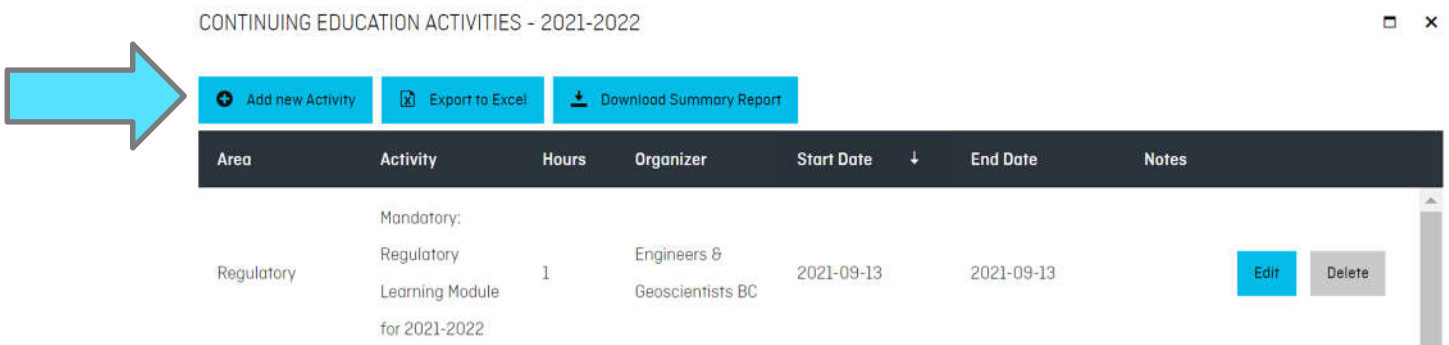 CONTINUING EDUCATION ACTIVITIES - 2021-2022
Add new Activity Export to Excel Download Summary Report
Area Activity Hours Organizer Start Date ↓ End Date Notes
Mandatory:
Regulatory
Learning Module
for 2021-2022
Regulatory
1
Engineers &
Geoscientists BC
2021-09-13
2021-09-13
Edit Delete